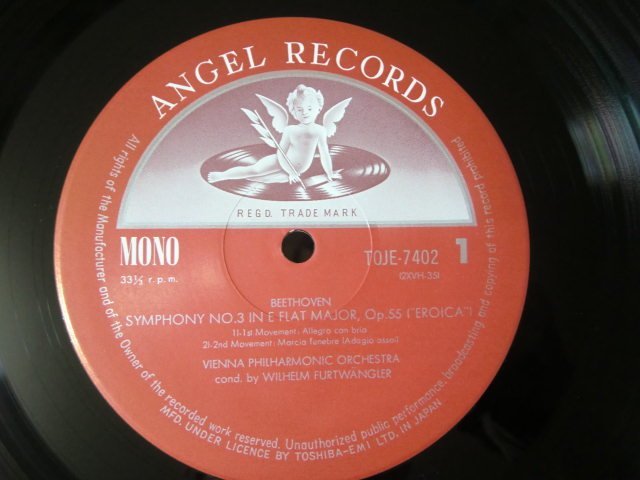 ANGEL RECORDS
REGD. TRADE MARK
MONO
33⅓ r.p.m.
TOJE-7402 1
(2XVH-35)
BEETHOVEN
SYMPHONY NO.3 IN E FLAT MAJOR, Op.55 ("EROICA")
1)-1st Movement: Allegro con brio
2)-2nd Movement: Marcia funebre (Adagio assai)
VIENNA PHILHARMONIC ORCHESTRA
cond. by WILHELM FURTWÄNGLER
All rights of the Manufacturer and of the Owner of the recorded work reserved. Unauthorized public performance, broadcasting and copying of this record prohibited
MFD. UNDER LICENCE BY TOSHIBA-EMI LTD. IN JAPAN